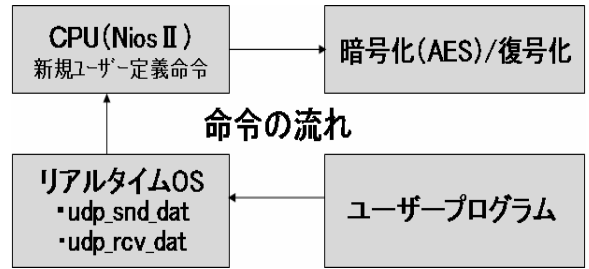 CPU(NiosⅡ)
新規ﾕｰｻﾞｰ定義命令
暗号化(AES)/復号化
命令の流れ
リアルタイムOS
・udp_snd_dat
・udp_rcv_dat
ユーザープログラム